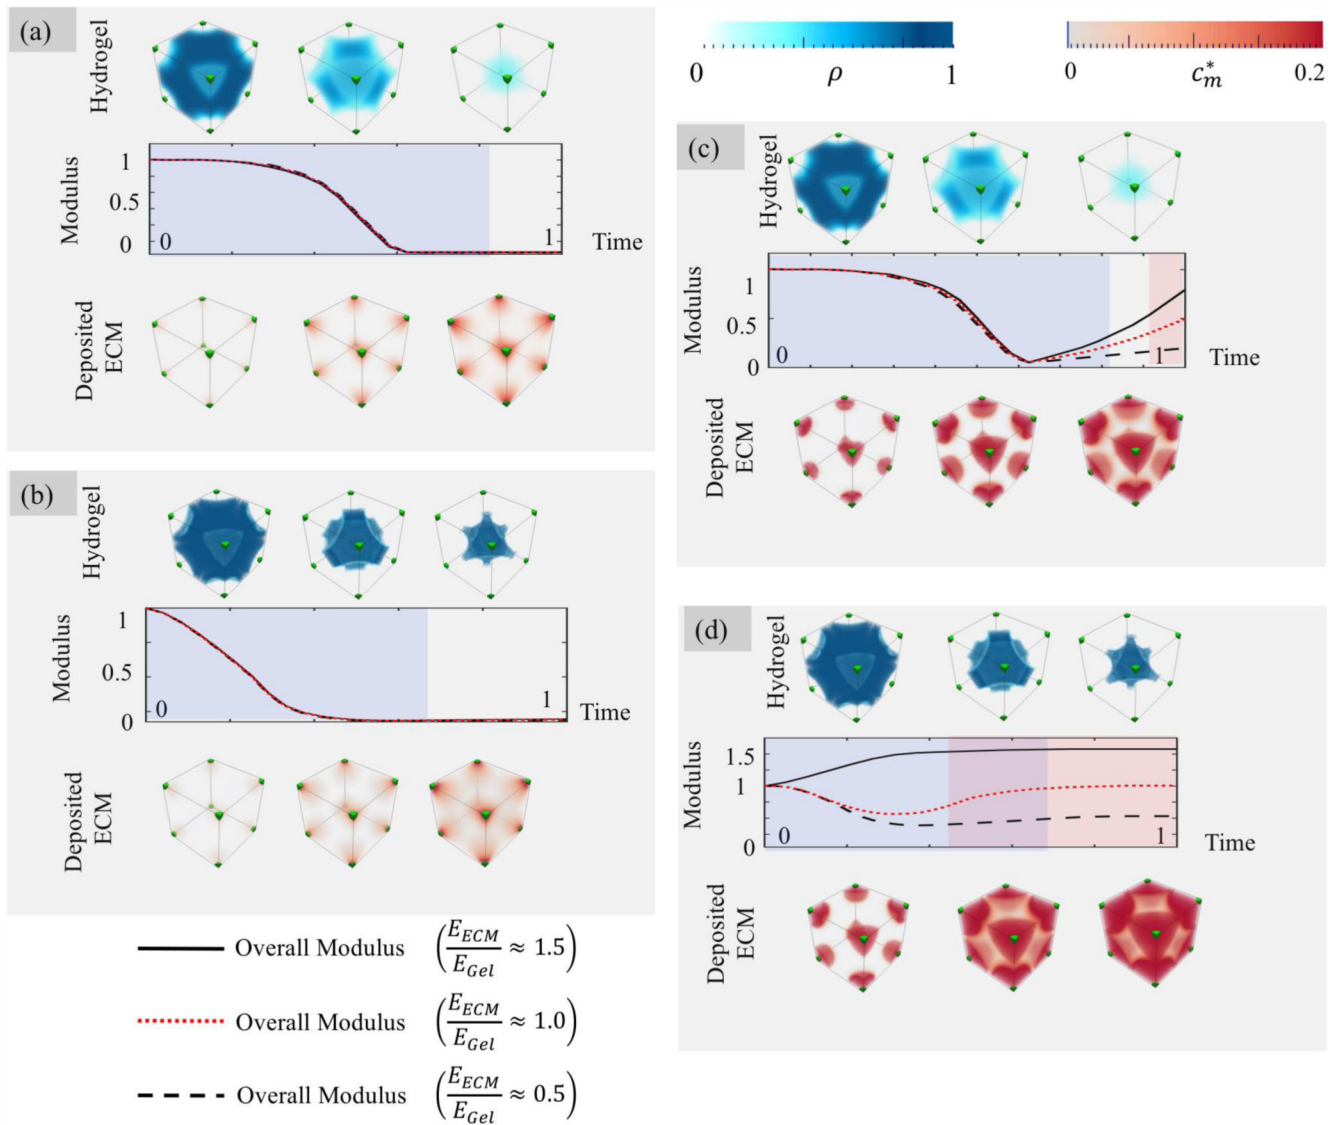 (a)
Hydrogel
Modulus
1
0.5
0
0
1
Time
Deposited
ECM
0
ρ
1
0
c*m
0.2
(c)
Hydrogel
Modulus
1
0.5
0
0
1
Time
Deposited
ECM
(b)
Hydrogel
Modulus
1
0.5
0
0
1
Time
Deposited
ECM
(d)
Hydrogel
Modulus
1.5
1
0
0
1
Time
Deposited
ECM
Overall Modulus (E_ECM/E_Gel ≈ 1.5)
Overall Modulus (E_ECM/E_Gel ≈ 1.0)
Overall Modulus (E_ECM/E_Gel ≈ 0.5)